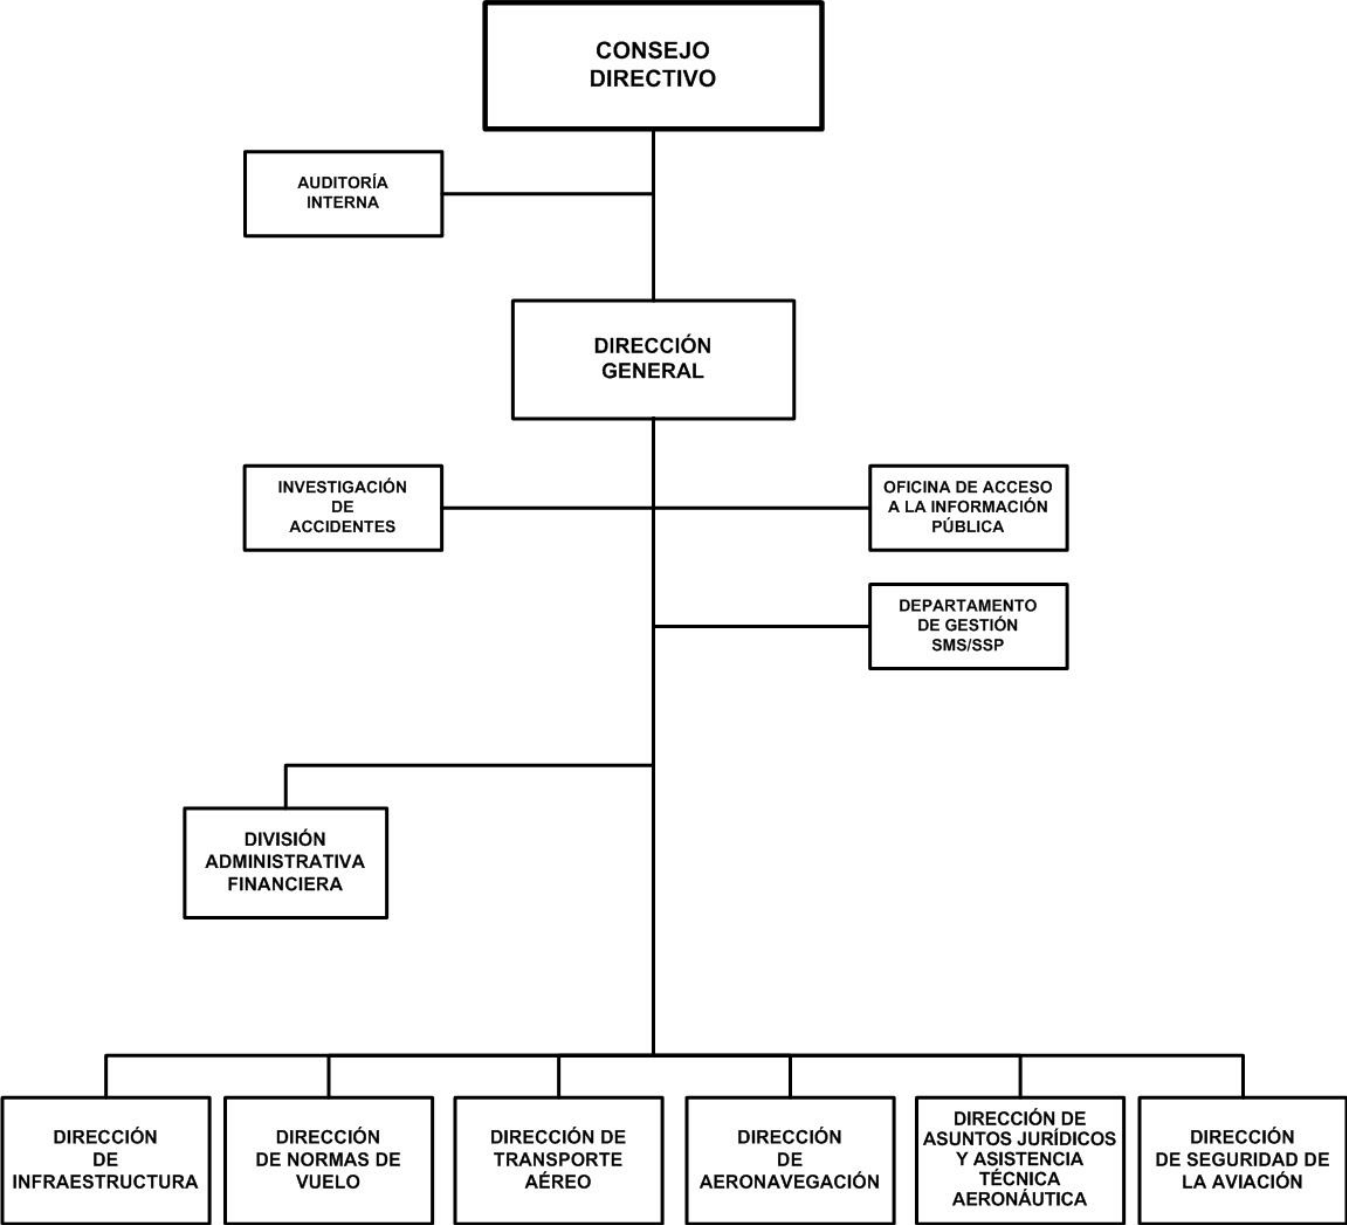 CONSEJO
DIRECTIVO
AUDITORÍA
INTERNA
DIRECCIÓN
GENERAL
INVESTIGACIÓN
DE
ACCIDENTES
OFICINA DE ACCESO
A LA INFORMACIÓN
PÚBLICA
DEPARTAMENTO
DE GESTIÓN
SMS/SSP
DIVISIÓN
ADMINISTRATIVA
FINANCIERA
DIRECCIÓN
DE
INFRAESTRUCTURA
DIRECCIÓN
DE NORMAS DE
VUELO
DIRECCIÓN DE
TRANSPORTE
AÉREO
DIRECCIÓN
DE
AERONAVEGACIÓN
DIRECCIÓN DE
ASUNTOS JURÍDICOS
Y ASISTENCIA
TÉCNICA
AERONÁUTICA
DIRECCIÓN
DE SEGURIDAD DE
LA AVIACIÓN